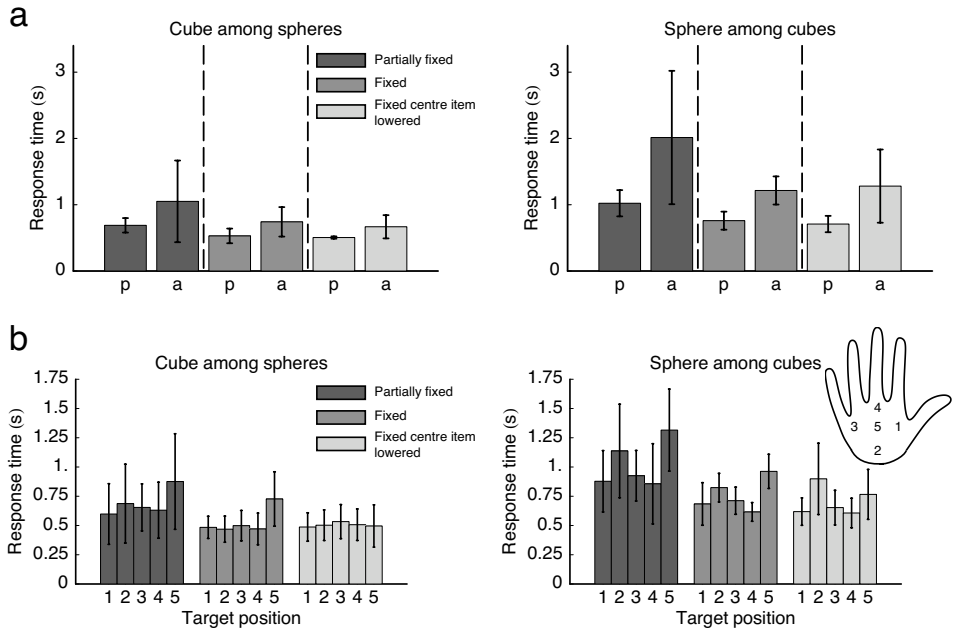 a
Cube among spheres
Response time (s)
3
2
1
0
Partially fixed
Fixed
Fixed centre item
lowered
p a p a p a
Sphere among cubes
Response time (s)
3
2
1
0
p a p a p a
b
Cube among spheres
Response time (s)
1.75
1.5
1.25
1.
0.75
0.5
0.25
0
Partially fixed
Fixed
Fixed centre item
lowered
1 2 3 4 5 1 2 3 4 5 1 2 3 4 5
Target position
Sphere among cubes
Response time (s)
1.75
1.5
1.25
1.
0.75
0.5
0.25
0
4
3 5 1
2
1 2 3 4 5 1 2 3 4 5 1 2 3 4 5
Target position